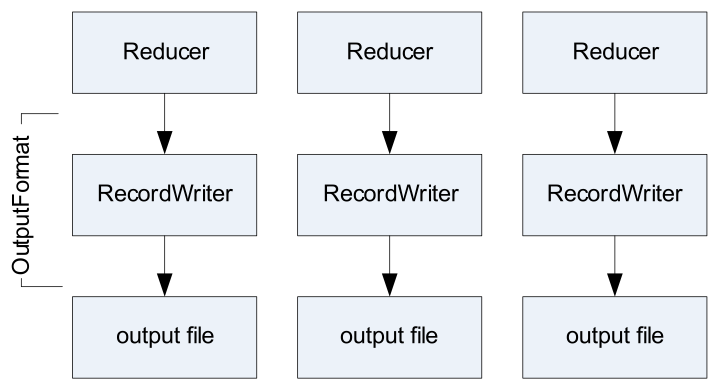 Reducer
Reducer
Reducer
OutputFormat
RecordWriter
RecordWriter
RecordWriter
output file
output file
output file